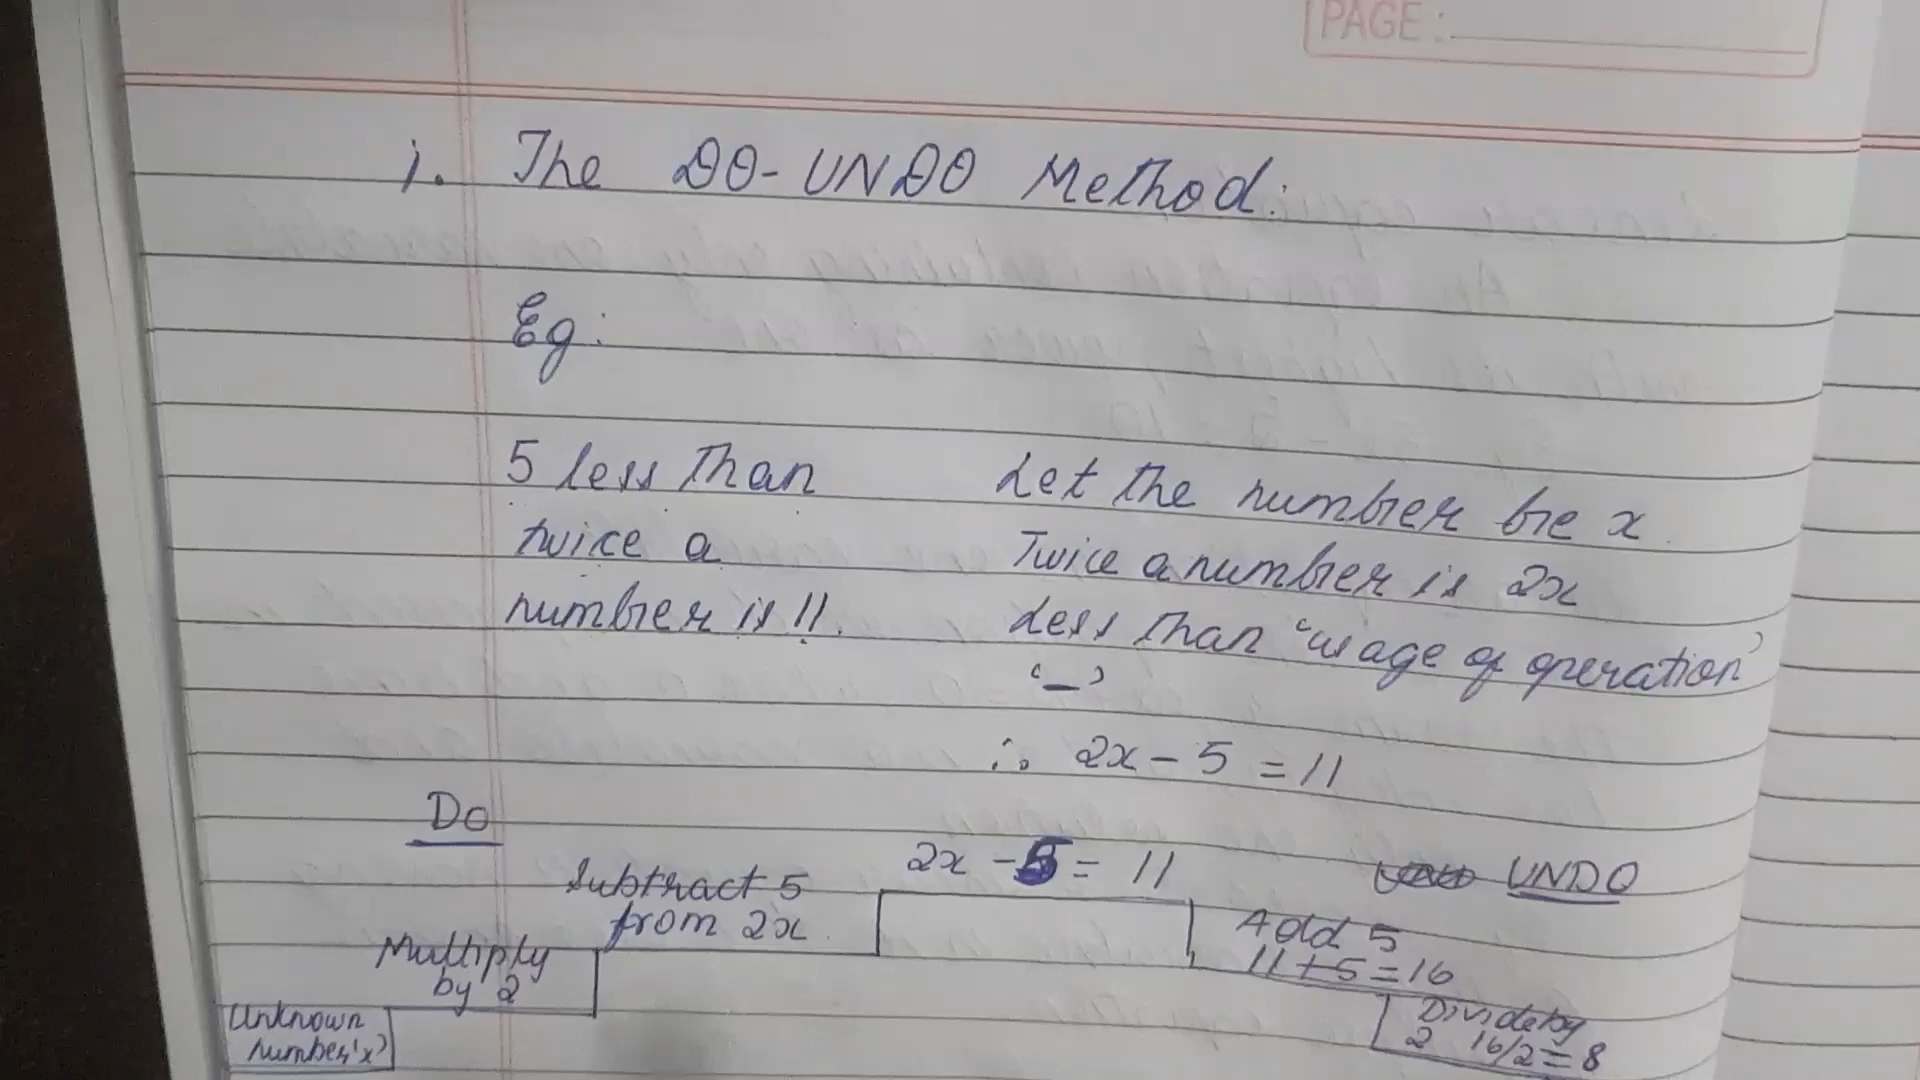 PAGE :
1. The DO-UNDO Method:
Eg:
5 less than
twice a
number is 11.
Let the number be x
Twice a number is 2x
Less than 'usage of operation'
'-'
∴ 2x - 5 = 11
Do
2x - 5 = 11
UNDO
Subtract 5
from 2x
Multiply
by 2
Unknown
number 'x'
Add 5
11 + 5 = 16
Divide by
2 16/2 = 8